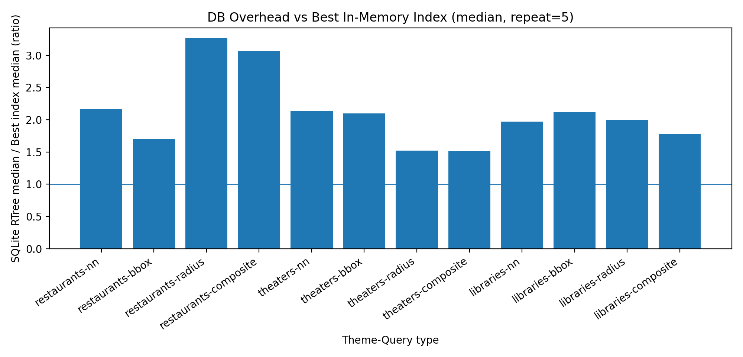 DB Overhead vs Best In-Memory Index (median, repeat=5)
SQLite RTree median / Best index median (ratio)
3.0
2.5
2.0
1.5
1.0
0.5
0.0
restaurants-nn
restaurants-bbox
restaurants-radius
restaurants-composite
theaters-nn
theaters-bbox
theaters-radius
theaters-composite
libraries-nn
libraries-bbox
libraries-radius
libraries-composite
Theme-Query type